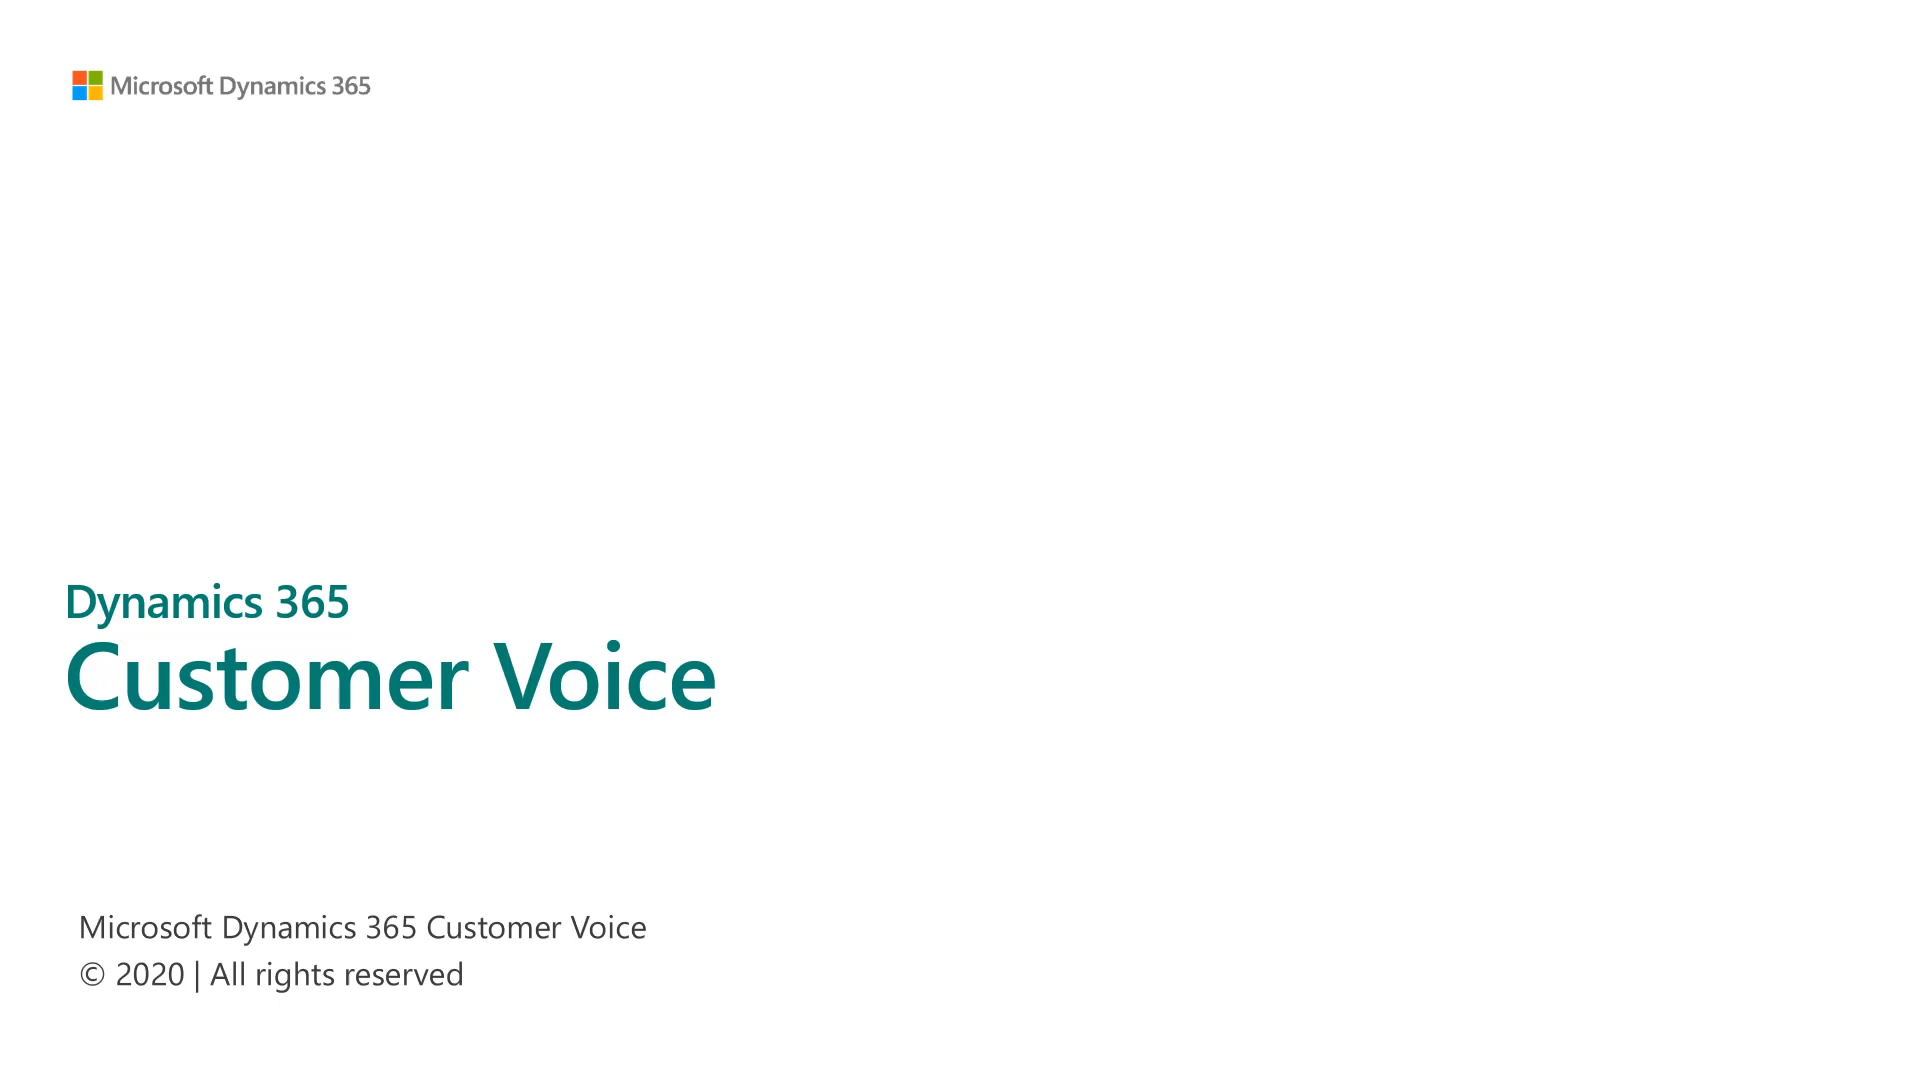 Microsoft Dynamics 365
Dynamics 365
Customer Voice
Microsoft Dynamics 365 Customer Voice
© 2020 | All rights reserved